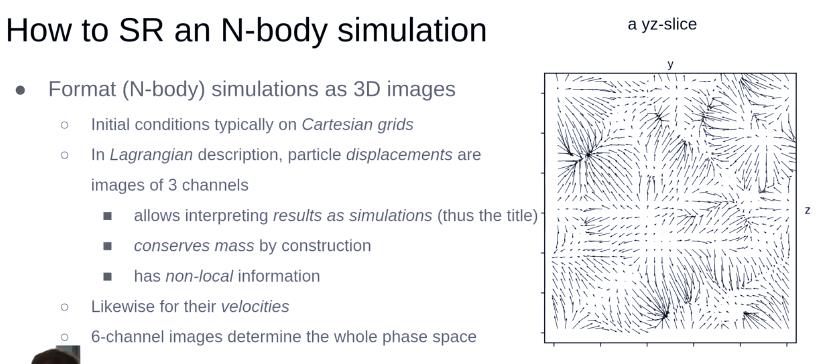 How to SR an N-body simulation
a yz-slice
● Format (N-body) simulations as 3D images
○ Initial conditions typically on Cartesian grids
○ In Lagrangian description, particle displacements are
images of 3 channels
■ allows interpreting results as simulations (thus the title)
■ conserves mass by construction
■ has non-local information
○ Likewise for their velocities
○ 6-channel images determine the whole phase space
y
z